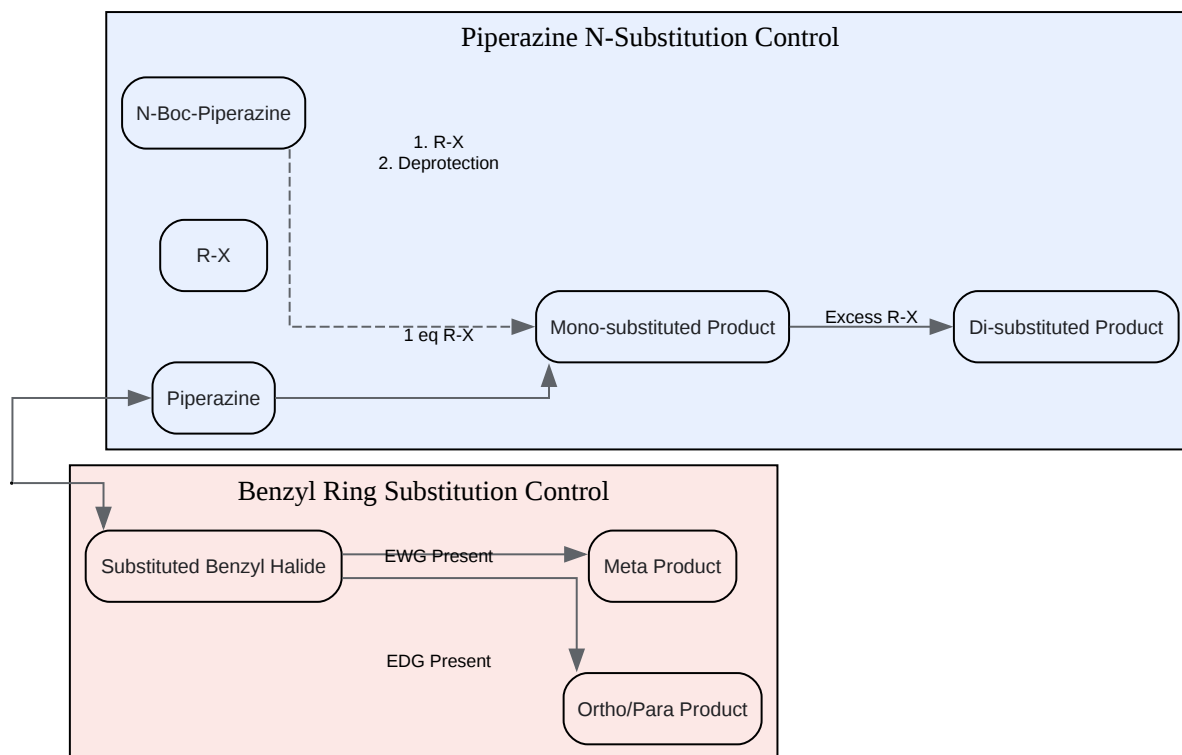 Piperazine N-Substitution Control
N-Boc-Piperazine
1. R-X
2. Deprotection
R-X
1 eq R-X
Mono-substituted Product
Excess R-X
Di-substituted Product
Piperazine
Benzyl Ring Substitution Control
Substituted Benzyl Halide
EWG Present
Meta Product
EDG Present
Ortho/Para Product